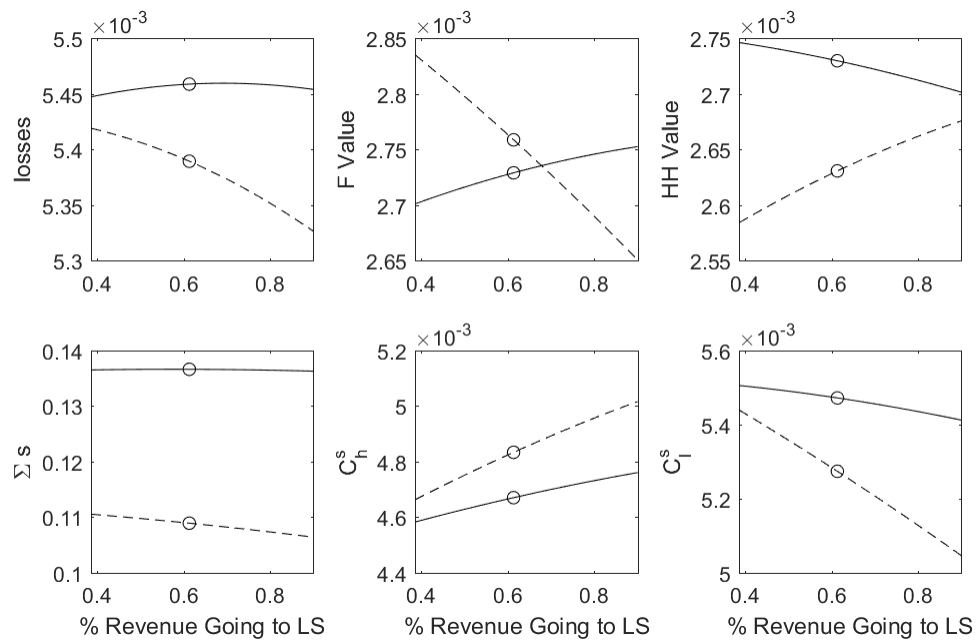 ×10⁻³
5.5
5.45
5.4
5.35
5.3
losses
0.4 0.6 0.8
×10⁻³
2.85
2.8
2.75
2.7
2.65
F Value
0.4 0.6 0.8
×10⁻³
2.75
2.7
2.65
2.6
2.55
HH Value
0.4 0.6 0.8
0.14
0.13
0.12
0.11
0.1
Σ s
0.4 0.6 0.8
% Revenue Going to LS
×10⁻³
5.2
5
4.8
4.6
4.4
C_h^s
0.4 0.6 0.8
% Revenue Going to LS
×10⁻³
5.6
5.4
5.2
5
C_l^s
0.4 0.6 0.8
% Revenue Going to LS